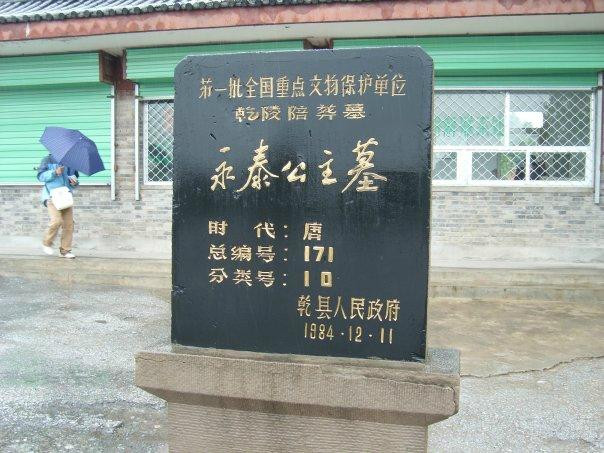 第一批全国重点文物保护单位
乾陵陪葬墓
永泰公主墓
时 代：唐
总编号：171
分类号：10
乾县人民政府
1984·12·11